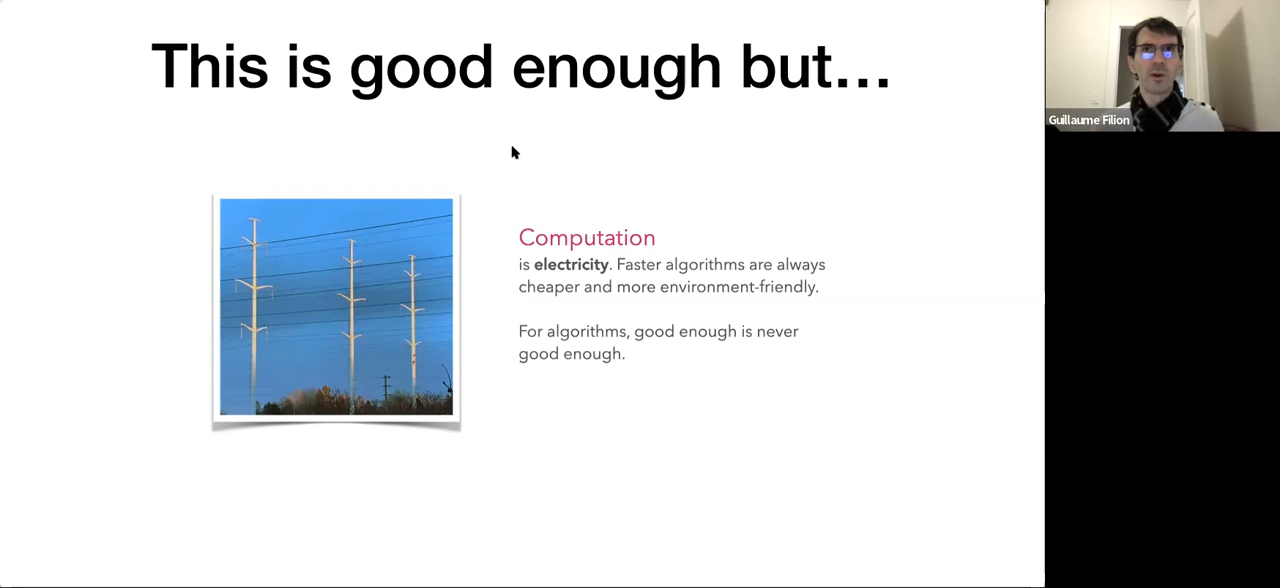 This is good enough but…
Guillaume Filion
Computation
is electricity. Faster algorithms are always
cheaper and more environment-friendly.
For algorithms, good enough is never
good enough.